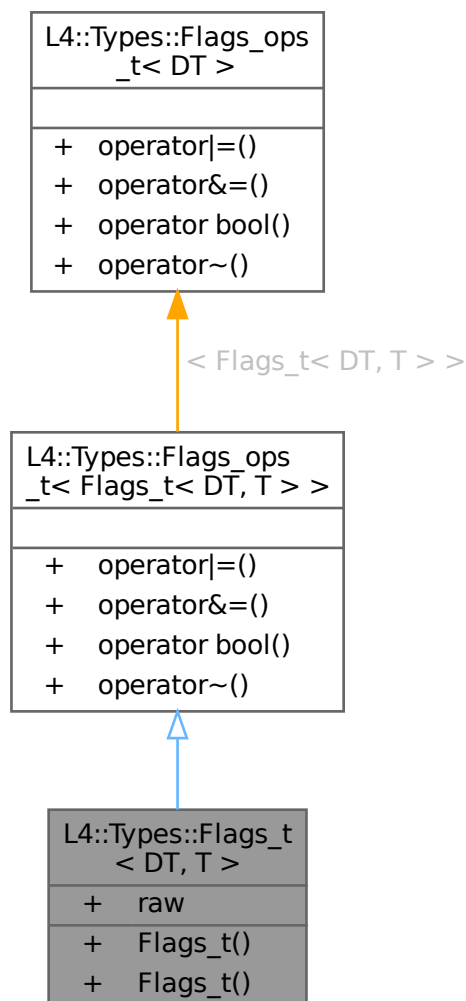 L4::Types::Flags_ops
_t< DT >
+ operator|=()
+ operator&=()
+ operator bool()
+ operator~()
< Flags_t< DT, T > >
L4::Types::Flags_ops
_t< Flags_t< DT, T > >
+ operator|=()
+ operator&=()
+ operator bool()
+ operator~()
L4::Types::Flags_t
< DT, T >
+ raw
+ Flags_t()
+ Flags_t()